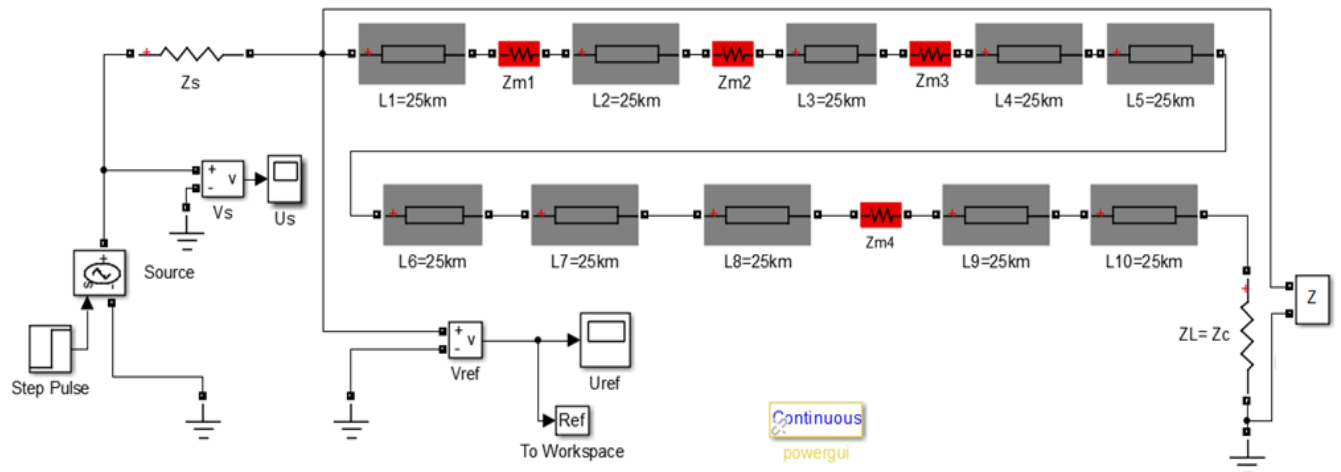 Zs
L1=25km
Zm1
L2=25km
Zm2
L3=25km
Zm3
L4=25km
L5=25km
+
-
v
Vs
Us
L6=25km
L7=25km
L8=25km
Zm4
L9=25km
L10=25km
Source
S
+
-
Step Pulse
+
-
v
Vref
Uref
Ref
To Workspace
Continuous
powergui
ZL= Zc
Z